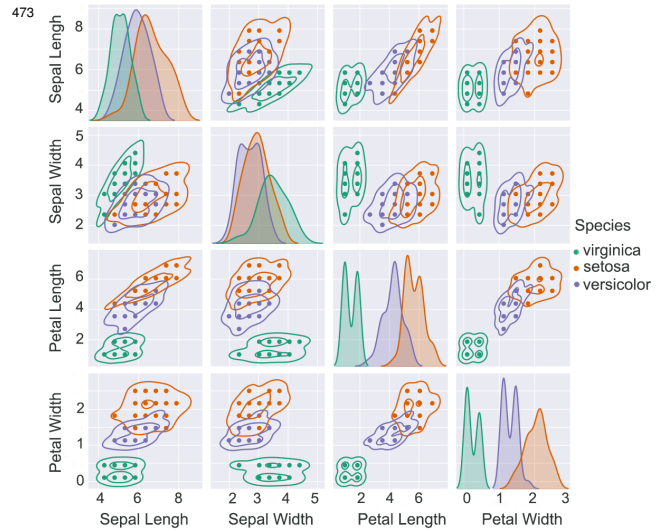 473
Sepal Lengh
8
6
4
Sepal Width
5
4
3
2
Species
virginica
setosa
versicolor
Petal Length
6
4
2
Petal Width
2
1
0
4 6 8 2 3 4 5 2 4 6 0 1 2 3
Sepal Lengh Sepal Width Petal Length Petal Width